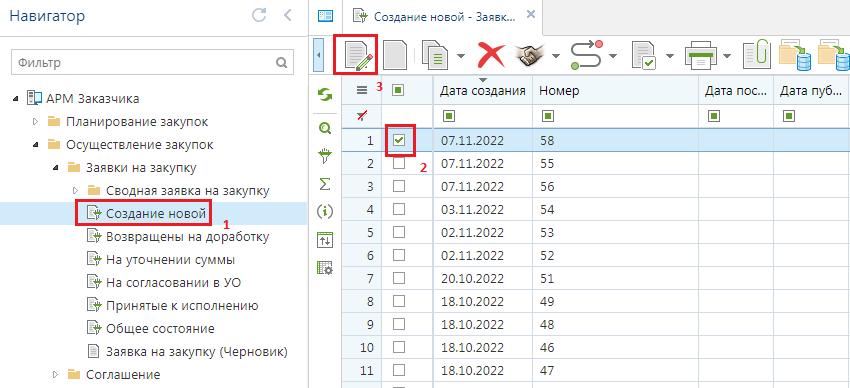 Навигатор
Фильтр
АРМ Заказчика
Планирование закупок
Осуществление закупок
Заявки на закупку
Сводная заявка на закупку
Создание новой
1
Возвращены на доработку
На уточнении суммы
На согласовании в УО
Принятые к исполнению
Общее состояние
Заявка на закупку (Черновик)
Соглашение
Создание новой - Заявк...
3
Дата создания Номер Дата пос... Дата пуб...
1 07.11.2022 58
2
2 07.11.2022 55
3 07.11.2022 56
4 03.11.2022 54
5 02.11.2022 53
6 02.11.2022 52
7 20.10.2022 51
8 18.10.2022 49
9 18.10.2022 48
10 18.10.2022 46
11 18.10.2022 47